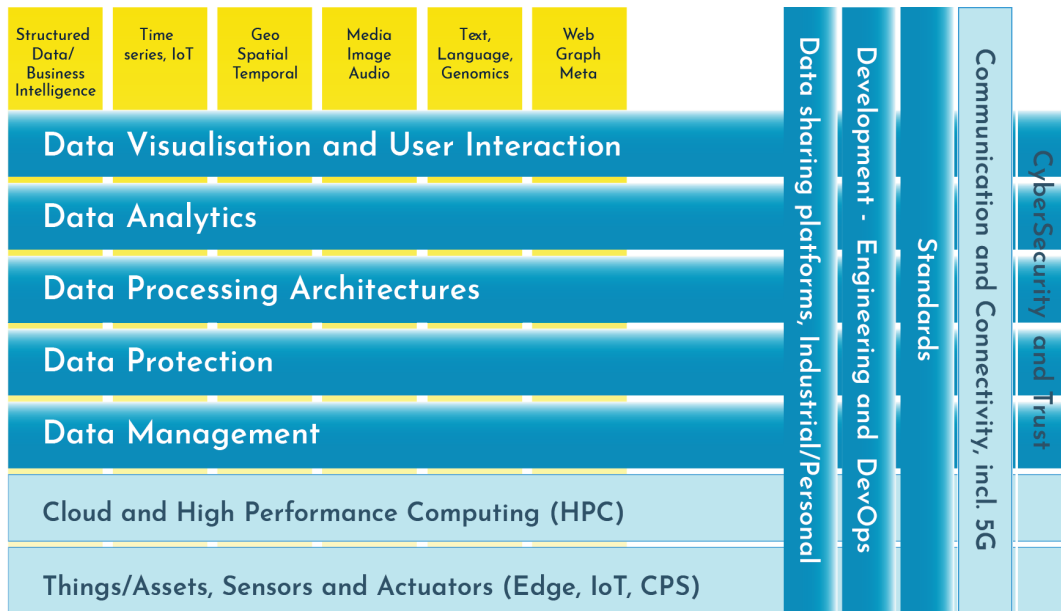 Structured
Data/
Business
Intelligence
Time
series, IoT
Geo
Spatial
Temporal
Media
Image
Audio
Text,
Language,
Genomics
Web
Graph
Meta
Data Visualisation and User Interaction
Data Analytics
Data Processing Architectures
Data Protection
Data Management
Cloud and High Performance Computing (HPC)
Things/Assets, Sensors and Actuators (Edge, IoT, CPS)
Data sharing platforms, Industrial/Personal
Development - Engineering and DevOps
Standards
Communication and Connectivity, incl. 5G
CyberSecurity and Trust